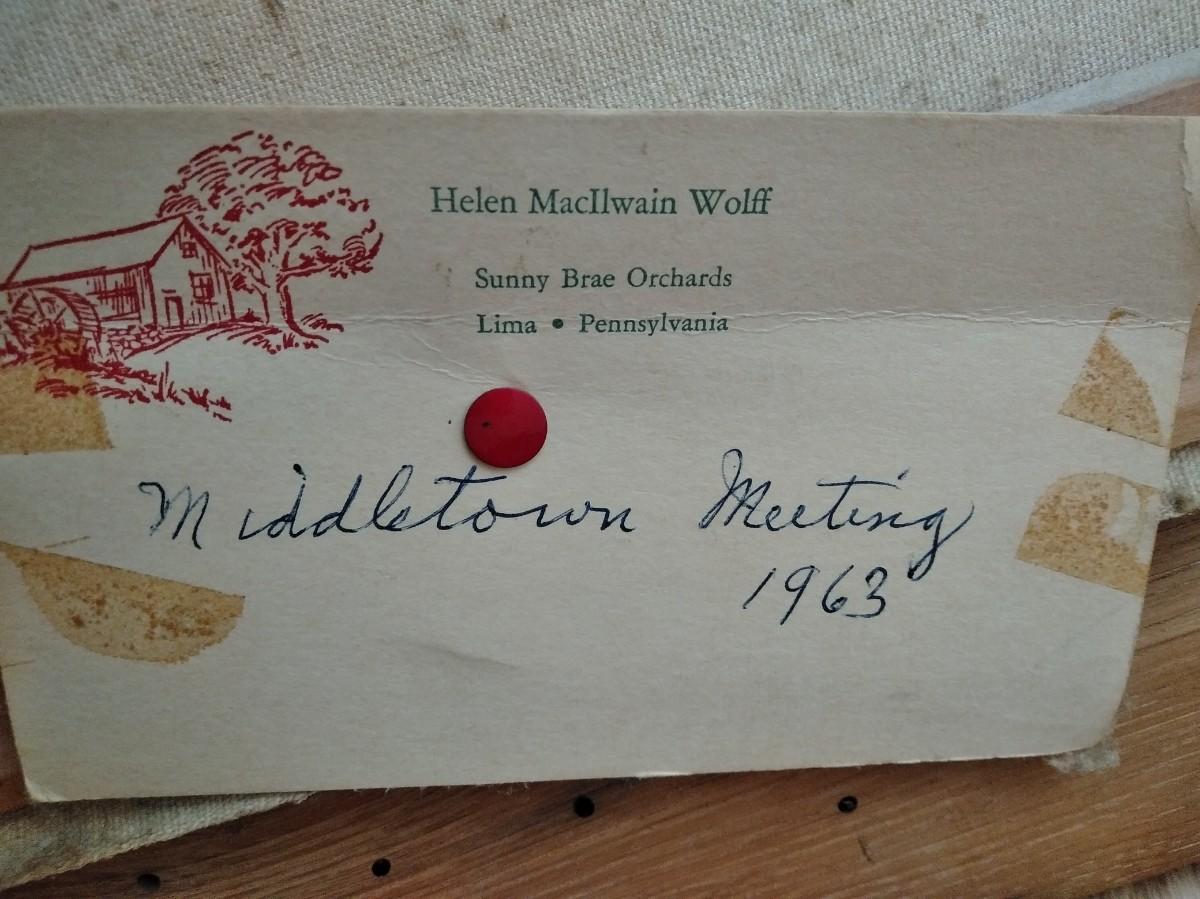 Helen MacIlwain Wolff
Sunny Brae Orchards
Lima • Pennsylvania
Middletown Meeting
1963